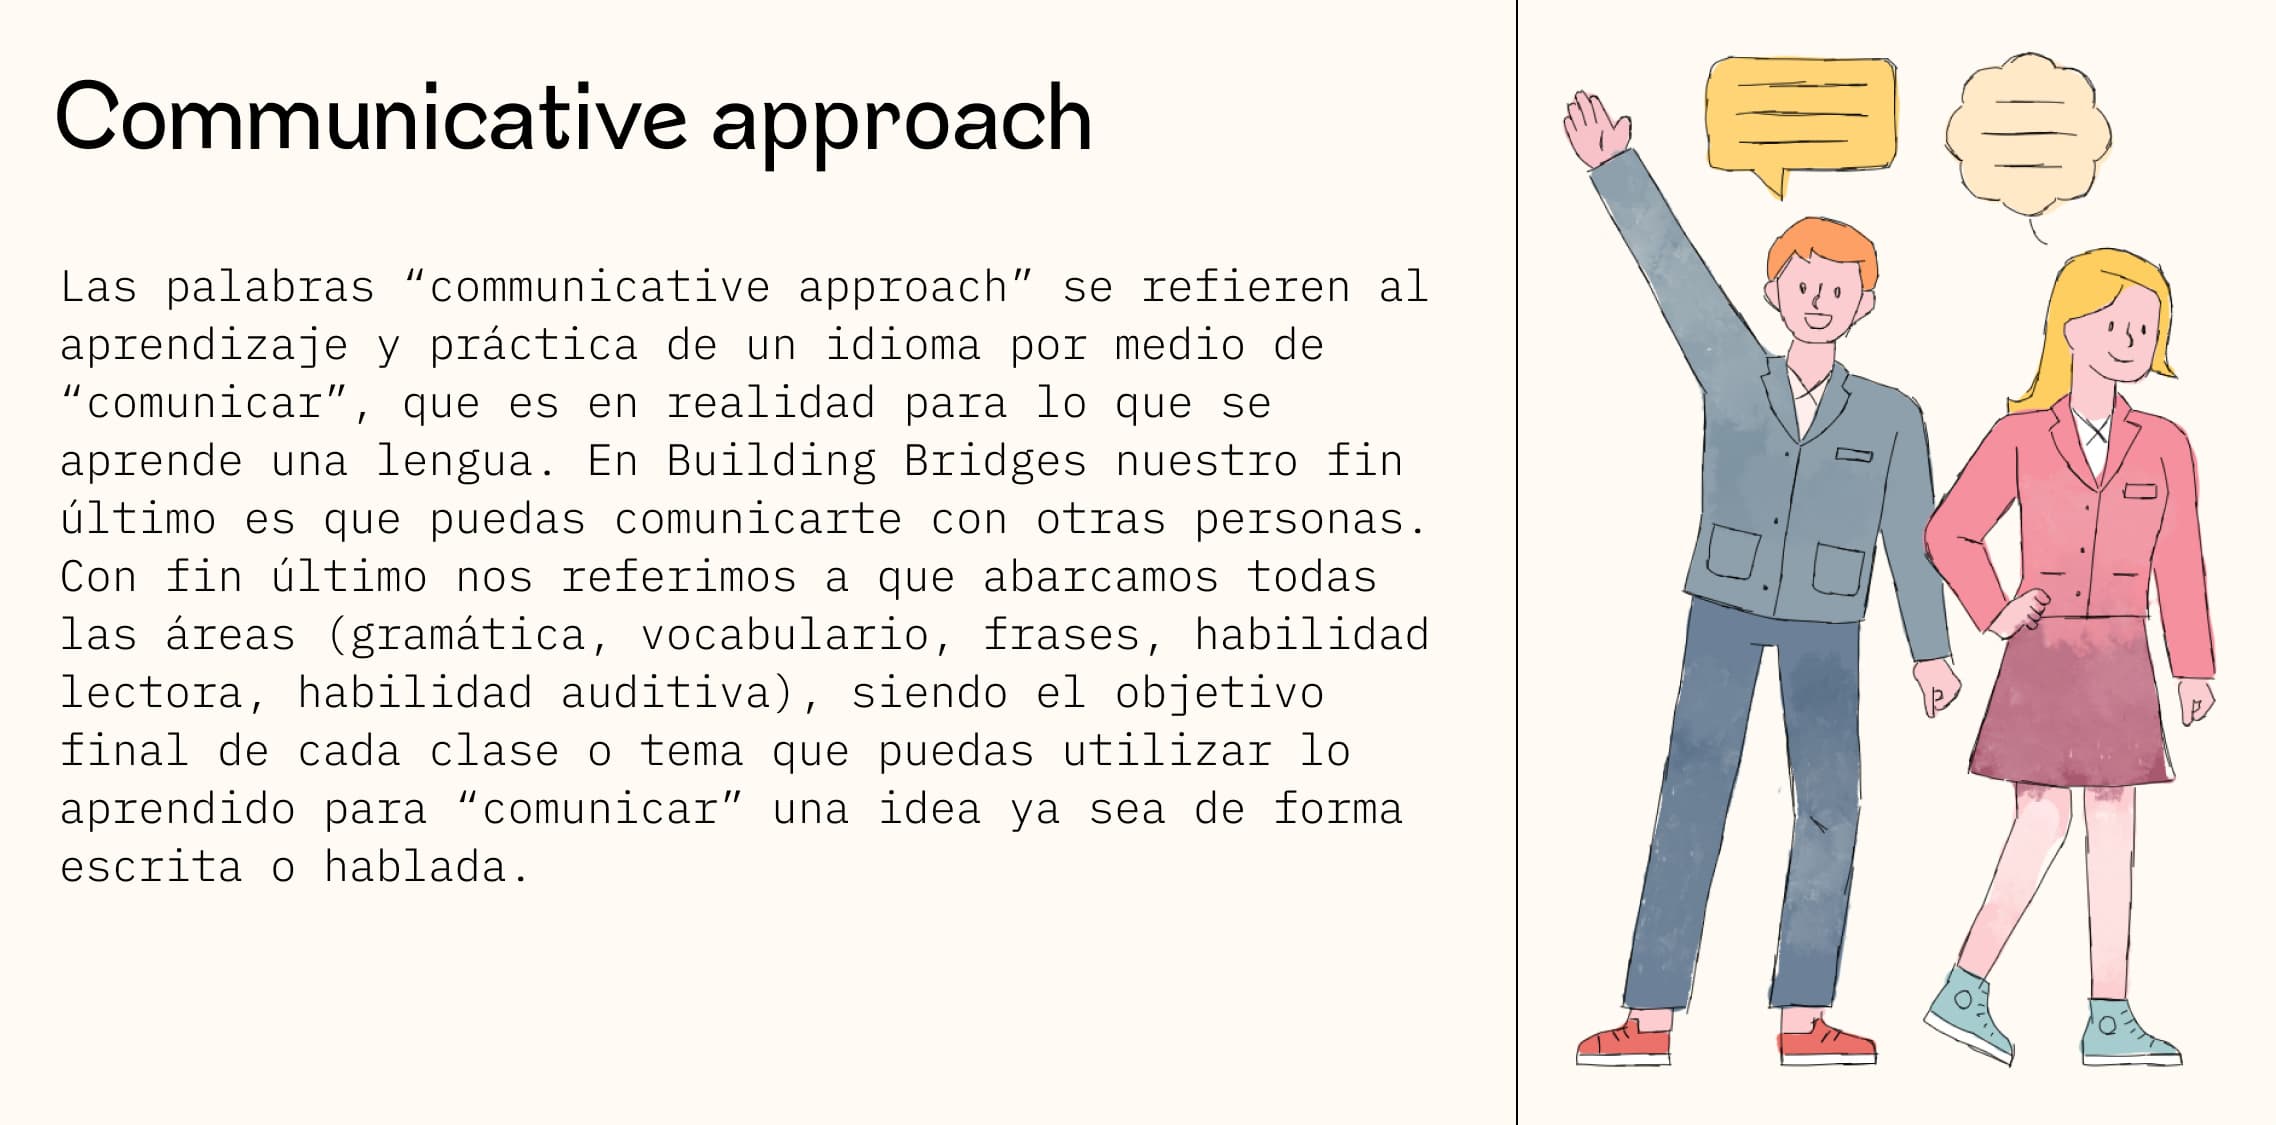 Communicative approach
Las palabras “communicative approach” se refieren al
aprendizaje y práctica de un idioma por medio de
“comunicar”, que es en realidad para lo que se
aprende una lengua. En Building Bridges nuestro fin
último es que puedas comunicarte con otras personas.
Con fin último nos referimos a que abarcamos todas
las áreas (gramática, vocabulario, frases, habilidad
lectora, habilidad auditiva), siendo el objetivo
final de cada clase o tema que puedas utilizar lo
aprendido para “comunicar” una idea ya sea de forma
escrita o hablada.